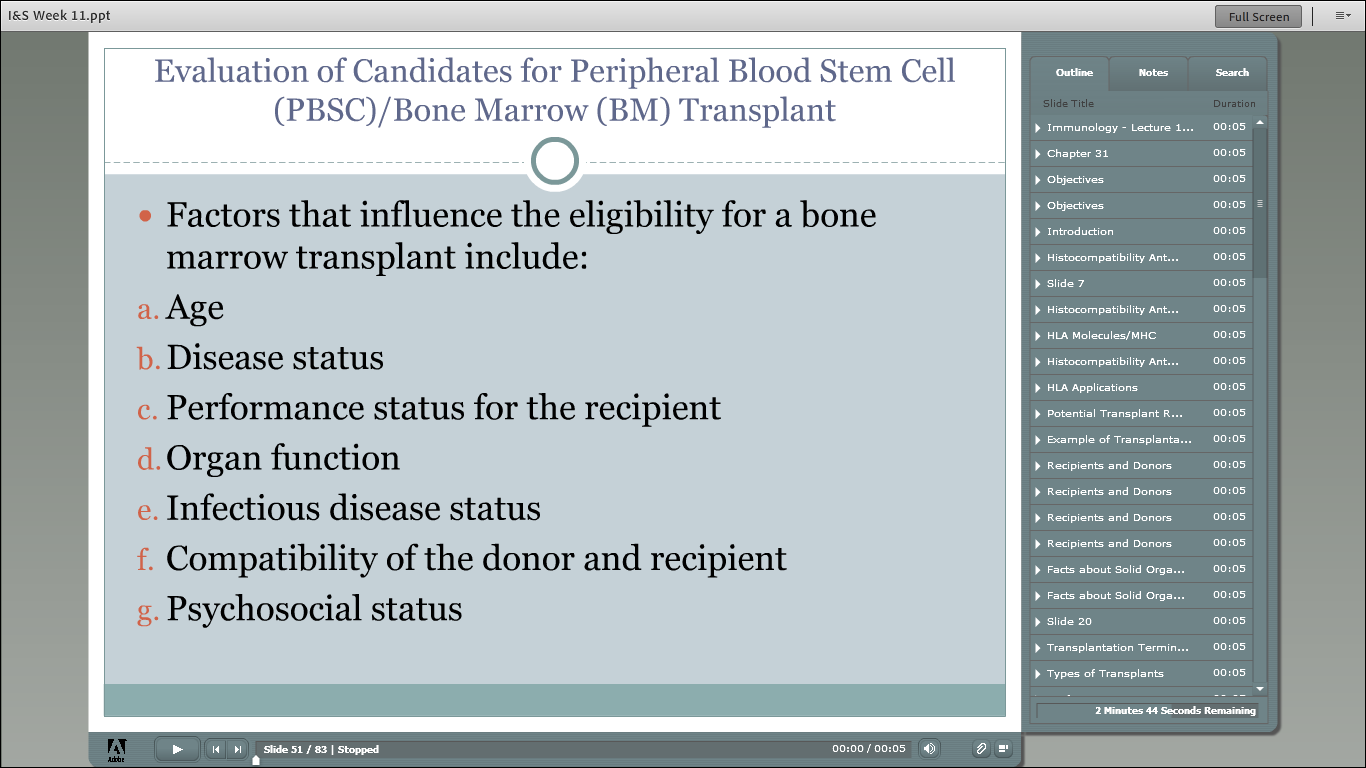 I&S Week 11.ppt
Full Screen
Evaluation of Candidates for Peripheral Blood Stem Cell
(PBSC)/Bone Marrow (BM) Transplant
• Factors that influence the eligibility for a bone
marrow transplant include:
a. Age
b. Disease status
c. Performance status for the recipient
d. Organ function
e. Infectious disease status
f. Compatibility of the donor and recipient
g. Psychosocial status
Outline Notes Search
Slide Title Duration
Immunology - Lecture 1... 00:05
Chapter 31 00:05
Objectives 00:05
Objectives 00:05
Introduction 00:05
Histocompatibility Ant... 00:05
Slide 7 00:05
Histocompatibility Ant... 00:05
HLA Molecules/MHC 00:05
Histocompatibility Ant... 00:05
HLA Applications 00:05
Potential Transplant R... 00:05
Example of Transplanta... 00:05
Recipients and Donors 00:05
Recipients and Donors 00:05
Recipients and Donors 00:05
Recipients and Donors 00:05
Facts about Solid Orga... 00:05
Facts about Solid Orga... 00:05
Slide 20 00:05
Transplantation Termin... 00:05
Types of Transplants 00:05
2 Minutes 44 Seconds Remaining
Adobe
Slide 51 / 83 | Stopped
00:00 / 00:05